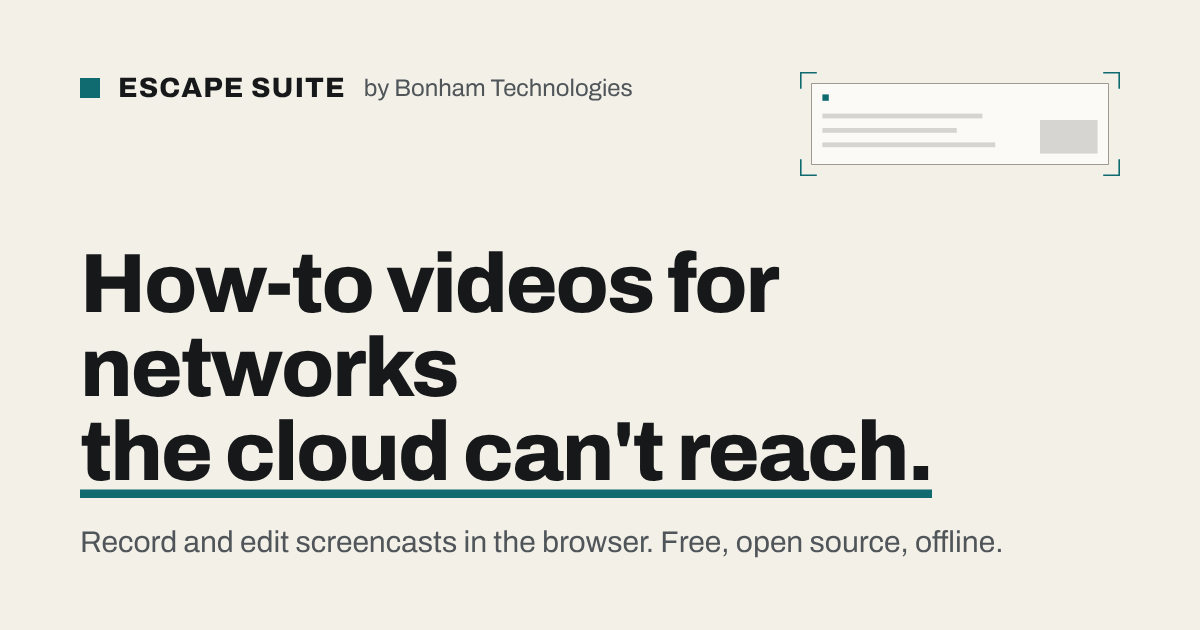 ESCAPE SUITE by Bonham Technologies
How-to videos for
networks
the cloud can't reach.
Record and edit screencasts in the browser. Free, open source, offline.